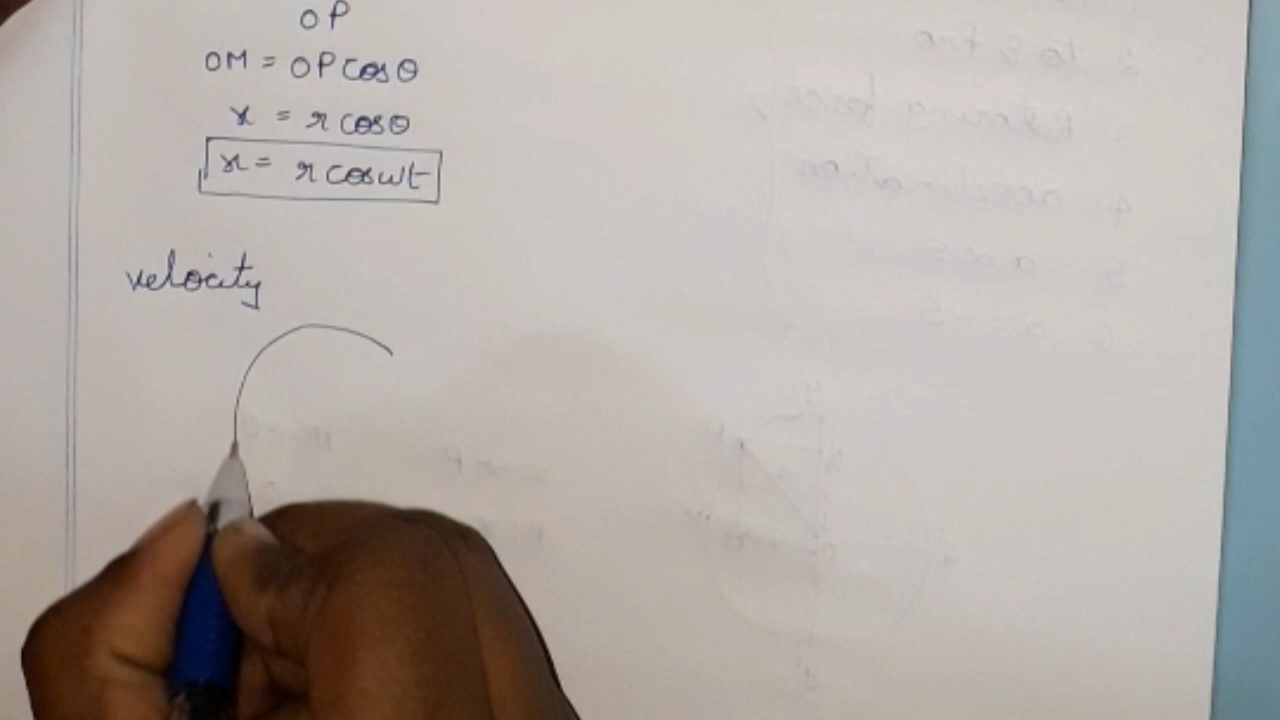 OP
OM = OP cosθ
x = r cosθ
x = r cosωt
velocity